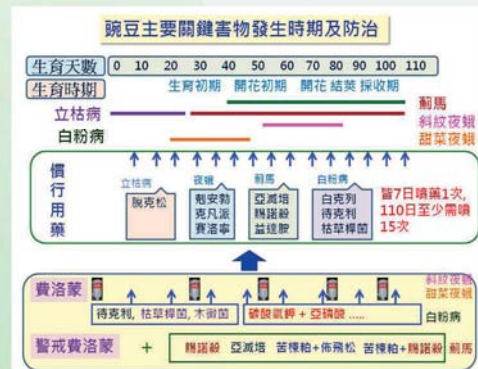 豌豆主要關鍵害物發生時期及防治
生育天數 0 10 20 30 40 50 60 70 80 90 100 110
生育時期 生育初期 開花初期 開花 結莢 採收期
立枯病 薊馬
斜紋夜蛾
白粉病 甜菜夜蛾
慣行用藥
立枯病 夜蛾 薊馬 白粉病
脫克松
剋安勃
克凡派
賽洛寧
亞滅培
賜諾殺
益達胺
白克列
待克利
枯草桿菌
皆7日噴藥1次,
110日至少需噴
15次
費洛蒙 斜紋夜蛾
甜菜夜蛾
待克利, 枯草桿菌, 木黴菌 碳酸氫鉀 + 亞磷酸 ..... 白粉病
警戒費洛蒙 + 賜諾殺 亞滅培 苦楝粕+佈飛松 苦楝粕+賜諾殺 薊馬